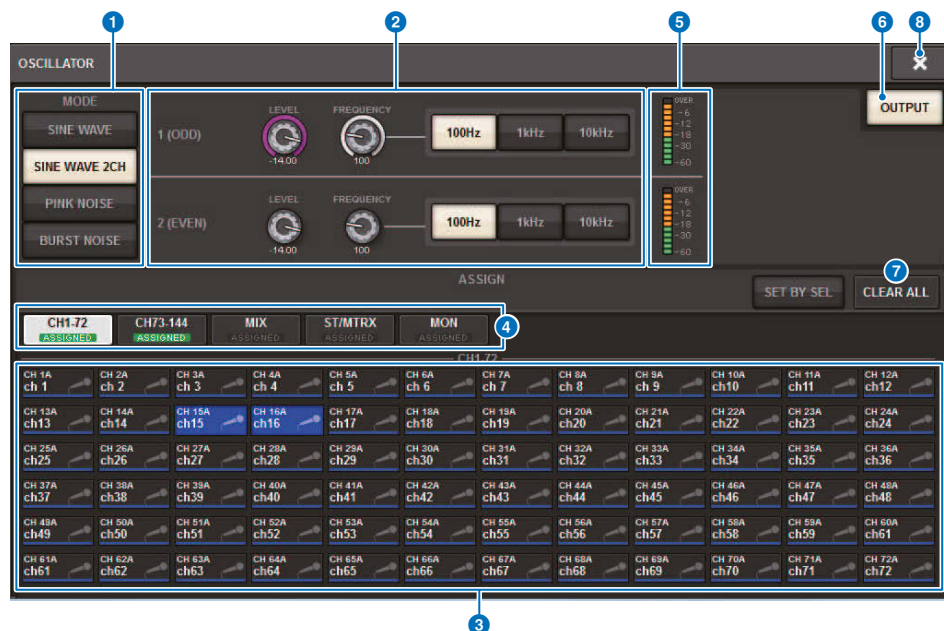 1 2 5 6 8
OSCILLATOR
MODE
SINE WAVE
SINE WAVE 2CH
PINK NOISE
BURST NOISE
1 (ODD)
LEVEL
-14.00
FREQUENCY
100
100Hz 1kHz 10kHz
2 (EVEN)
LEVEL
-14.00
FREQUENCY
100
100Hz 1kHz 10kHz
OVER
-6
-12
-18
-30
-60
OVER
-6
-12
-18
-30
-60
OUTPUT
7
ASSIGN
SET BY SEL CLEAR ALL
CH1-72 CH73-144 MIX ST/MTRX MON
ASSIGNED ASSIGNED ASSIGNED ASSIGNED ASSIGNED
4
CH1-72
CH 1A CH 2A CH 3A CH 4A CH 5A CH 6A CH 7A CH 8A CH 9A CH 10A CH 11A CH 12A
ch 1 ch 2 ch 3 ch 4 ch 5 ch 6 ch 7 ch 8 ch 9 ch10 ch11 ch12
CH 13A CH 14A CH 15A CH 16A CH 17A CH 18A CH 19A CH 20A CH 21A CH 22A CH 23A CH 24A
ch13 ch14 ch15 ch16 ch17 ch18 ch19 ch20 ch21 ch22 ch23 ch24
CH 25A CH 26A CH 27A CH 28A CH 29A CH 30A CH 31A CH 32A CH 33A CH 34A CH 35A CH 36A
ch25 ch26 ch27 ch28 ch29 ch30 ch31 ch32 ch33 ch34 ch35 ch36
CH 37A CH 38A CH 39A CH 40A CH 41A CH 42A CH 43A CH 44A CH 45A CH 46A CH 47A CH 48A
ch37 ch38 ch39 ch40 ch41 ch42 ch43 ch44 ch45 ch46 ch47 ch48
CH 49A CH 50A CH 51A CH 52A CH 53A CH 54A CH 55A CH 56A CH 57A CH 58A CH 59A CH 60A
ch49 ch50 ch51 ch52 ch53 ch54 ch55 ch56 ch57 ch58 ch59 ch60
CH 61A CH 62A CH 63A CH 64A CH 65A CH 66A CH 67A CH 68A CH 69A CH 70A CH 71A CH 72A
ch61 ch62 ch63 ch64 ch65 ch66 ch67 ch68 ch69 ch70 ch71 ch72
3